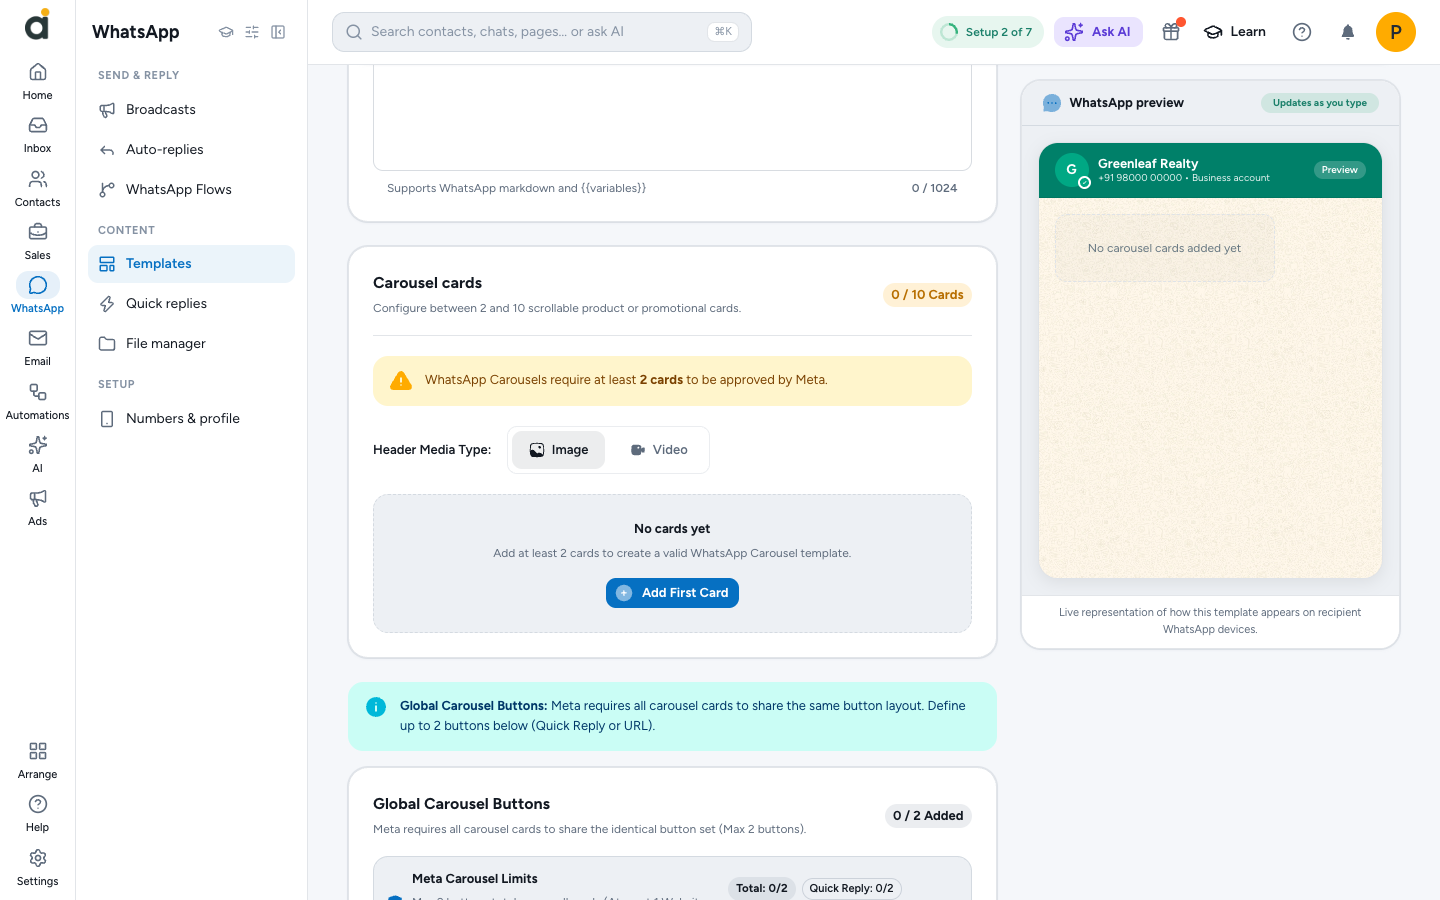 WhatsApp
Search contacts, chats, pages... or ask AI
⌘K
Setup 2 of 7
Ask AI
Learn
P
Home
Inbox
Contacts
Sales
WhatsApp
Email
Automations
AI
Ads
Arrange
Help
Settings
SEND & REPLY
Broadcasts
Auto-replies
WhatsApp Flows
CONTENT
Templates
Quick replies
File manager
SETUP
Numbers & profile
Supports WhatsApp markdown and {{variables}}
0 / 1024
Carousel cards
Configure between 2 and 10 scrollable product or promotional cards.
0 / 10 Cards
WhatsApp Carousels require at least 2 cards to be approved by Meta.
Header Media Type:
Image
Video
No cards yet
Add at least 2 cards to create a valid WhatsApp Carousel template.
Add First Card
Global Carousel Buttons: Meta requires all carousel cards to share the same button layout. Define
up to 2 buttons below (Quick Reply or URL).
Global Carousel Buttons
Meta requires all carousel cards to share the identical button set (Max 2 buttons).
0 / 2 Added
Meta Carousel Limits
Total: 0/2
Quick Reply: 0/2
WhatsApp preview
Updates as you type
G
Greenleaf Realty
+91 98000 00000 • Business account
Preview
No carousel cards added yet
Live representation of how this template appears on recipient
WhatsApp devices.